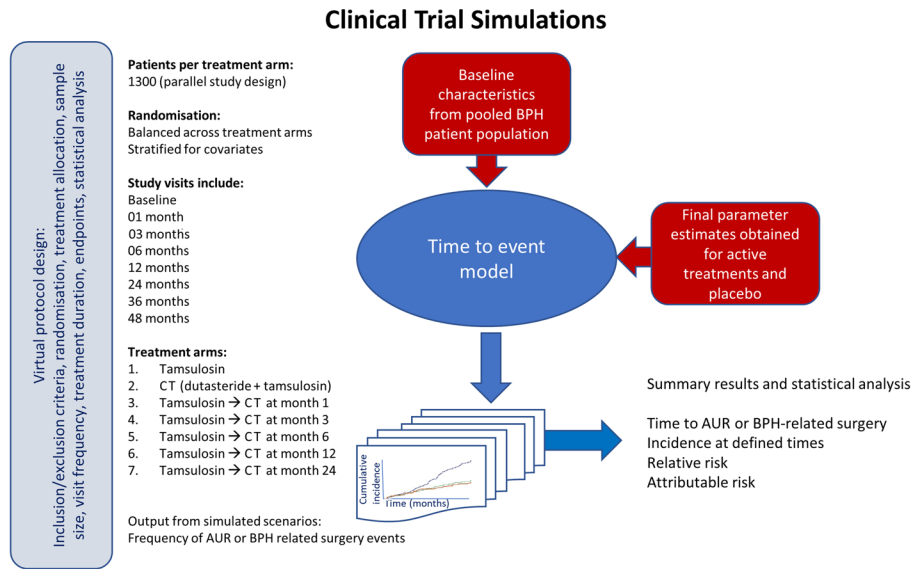 Clinical Trial Simulations
Virtual protocol design:
Inclusion/exclusion criteria, randomisation, treatment allocation, sample
size, visit frequency, treatment duration, endpoints, statistical analysis
Patients per treatment arm:
1300 (parallel study design)
Randomisation:
Balanced across treatment arms
Stratified for covariates
Study visits include:
Baseline
01 month
03 months
06 months
12 months
24 months
36 months
48 months
Treatment arms:
1. Tamsulosin
2. CT (dutasteride + tamsulosin)
3. Tamsulosin → CT at month 1
4. Tamsulosin → CT at month 3
5. Tamsulosin → CT at month 6
6. Tamsulosin → CT at month 12
7. Tamsulosin → CT at month 24
Output from simulated scenarios:
Frequency of AUR or BPH related surgery events
Baseline
characteristics
from pooled BPH
patient population
Time to event
model
Final parameter
estimates obtained
for active
treatments and
placebo
Cumulative
incidence
Time (months)
Summary results and statistical analysis
Time to AUR or BPH-related surgery
Incidence at defined times
Relative risk
Attributable risk